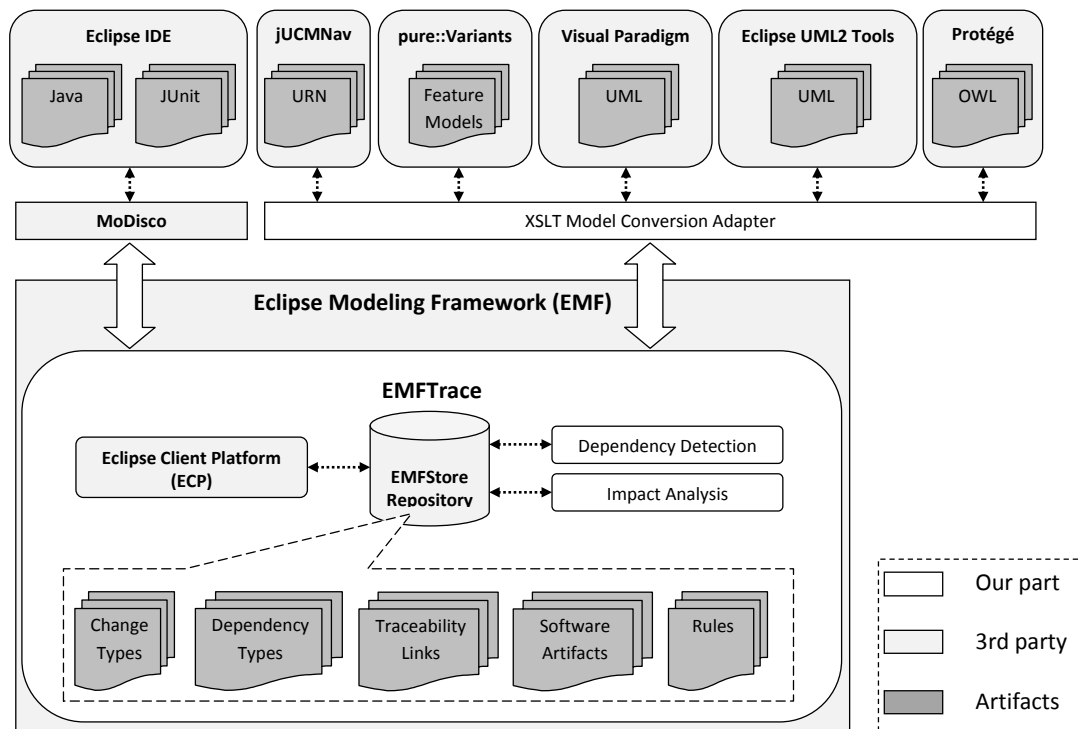 Eclipse IDE
jUCMNav
pure::Variants
Visual Paradigm
Eclipse UML2 Tools
Protégé
Java
JUnit
URN
Feature
Models
UML
UML
OWL
MoDisco
XSLT Model Conversion Adapter
Eclipse Modeling Framework (EMF)
EMFTrace
Eclipse Client Platform
(ECP)
EMFStore
Repository
Dependency Detection
Impact Analysis
Change
Types
Dependency
Types
Traceability
Links
Software
Artifacts
Rules
Our part
3rd party
Artifacts